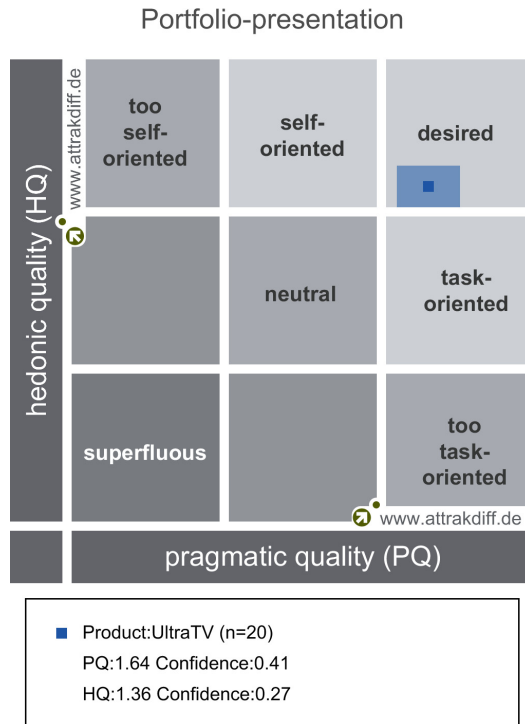 Portfolio-presentation
hedonic quality (HQ)
www.attrakdiff.de
too
self-
oriented
self-
oriented
desired
neutral
task-
oriented
superfluous
too
task-
oriented
www.attrakdiff.de
pragmatic quality (PQ)
Product:UltraTV (n=20)
PQ:1.64 Confidence:0.41
HQ:1.36 Confidence:0.27